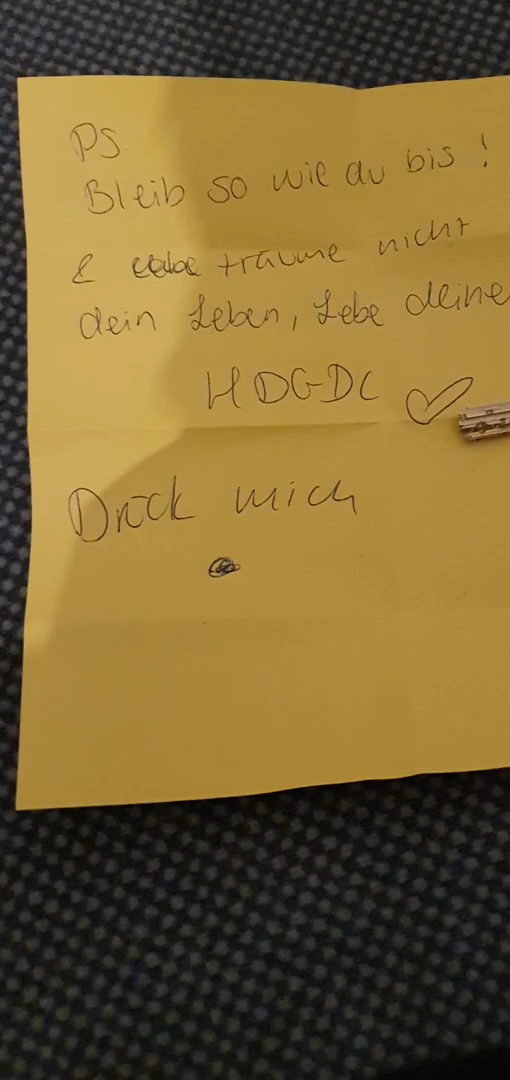 PS.
Bleib so wie du bis !
& träume nicht
dein Leben, Lebe deine
HDGDL ♡
Drück mich